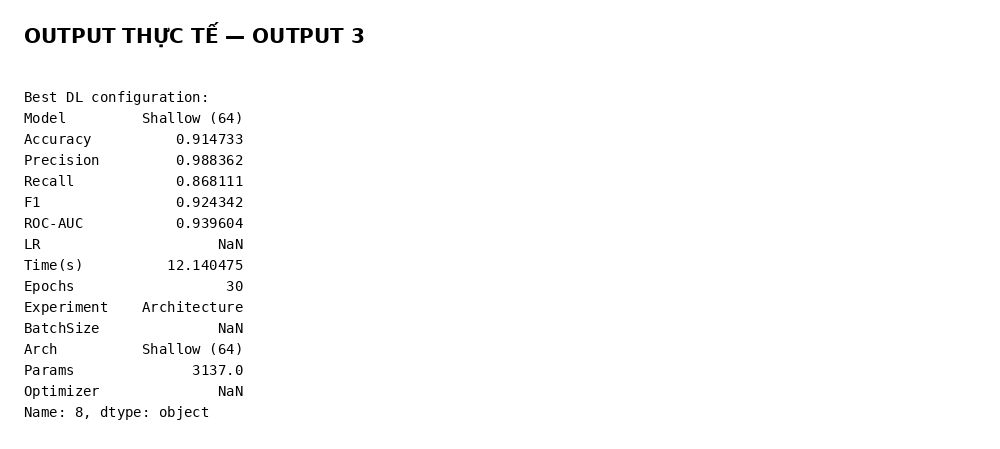 OUTPUT THỰC TẾ — OUTPUT 3
Best DL configuration:
Model         Shallow (64)
Accuracy          0.914733
Precision         0.988362
Recall            0.868111
F1                0.924342
ROC-AUC           0.939604
LR                     NaN
Time(s)          12.140475
Epochs                  30
Experiment    Architecture
BatchSize              NaN
Arch          Shallow (64)
Params              3137.0
Optimizer              NaN
Name: 8, dtype: object